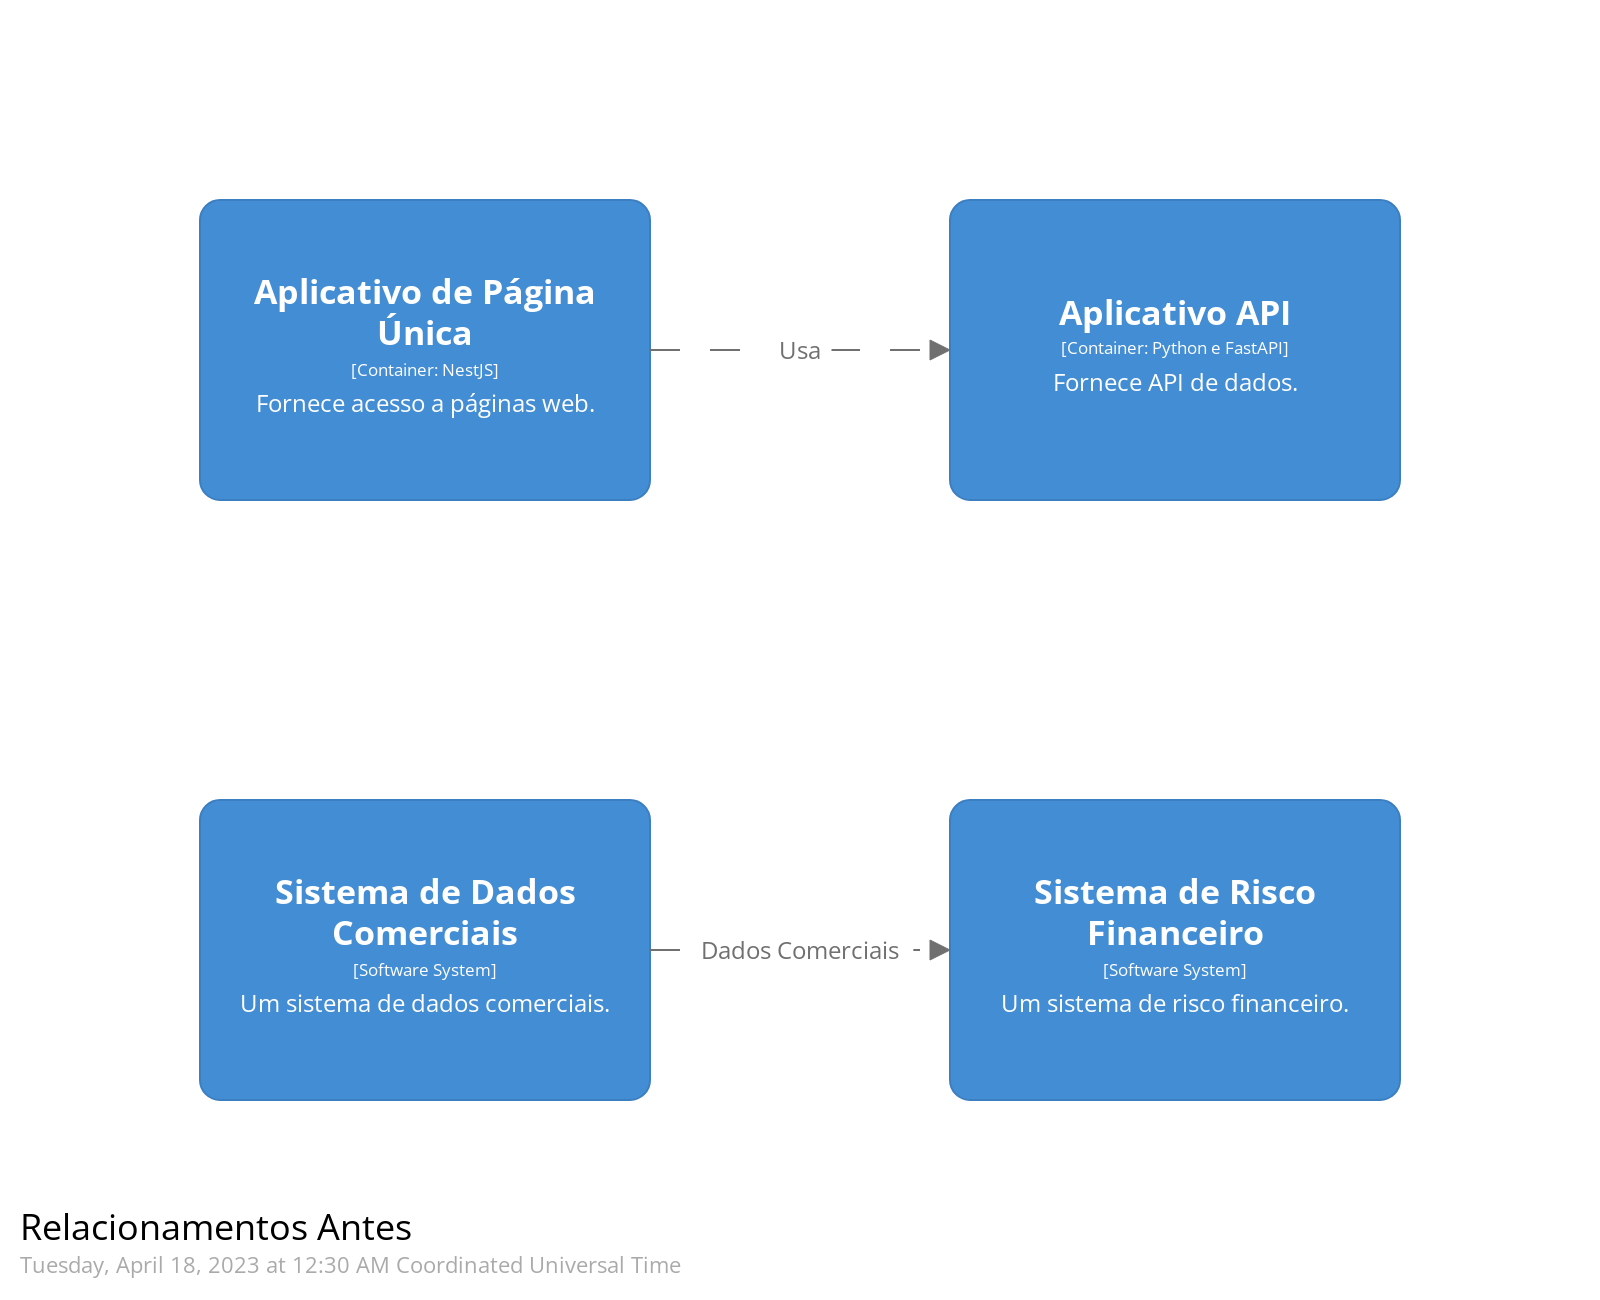 Aplicativo de Página
Única
[Container: NestJS]
Fornece acesso a páginas web.
Usa
Aplicativo API
[Container: Python e FastAPI]
Fornece API de dados.
Sistema de Dados
Comerciais
[Software System]
Um sistema de dados comerciais.
Dados Comerciais
Sistema de Risco
Financeiro
[Software System]
Um sistema de risco financeiro.
Relacionamentos Antes
Tuesday, April 18, 2023 at 12:30 AM Coordinated Universal Time